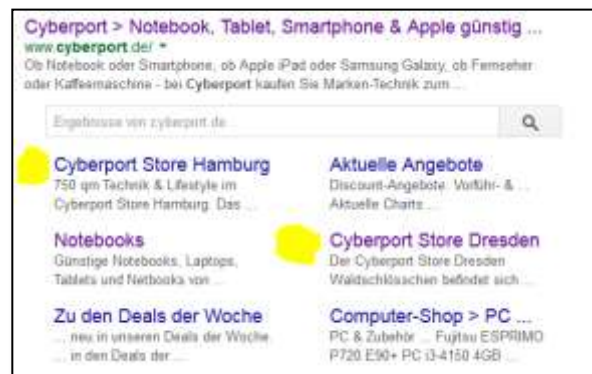 Cyberport > Notebook, Tablet, Smartphone & Apple günstig ...
www.cyberport.de/
Ob Notebook oder Smartphone, ob Apple iPad oder Samsung Galaxy, ob Fernseher
oder Kaffeemaschine - bei Cyberport kaufen Sie Marken-Technik zum ...
Ergebnisse von cyberport.de
Cyberport Store Hamburg
750 qm Technik & Lifestyle im
Cyberport Store Hamburg. Das ...
Aktuelle Angebote
Discount-Angebote. Vorführ- & ...
Aktuelle Charts ...
Notebooks
Günstige Notebooks, Laptops,
Tablets und Netbooks von ...
Cyberport Store Dresden
Der Cyberport Store Dresden
Waldschlösschen befindet sich ...
Zu den Deals der Woche
... neu in unseren Deals der Woche
... in den Deals der ...
Computer-Shop > PC ...
PC & Zubehör ... Fujitsu ESPRIMO
P720 E90+ PC i3-4150 4GB ...